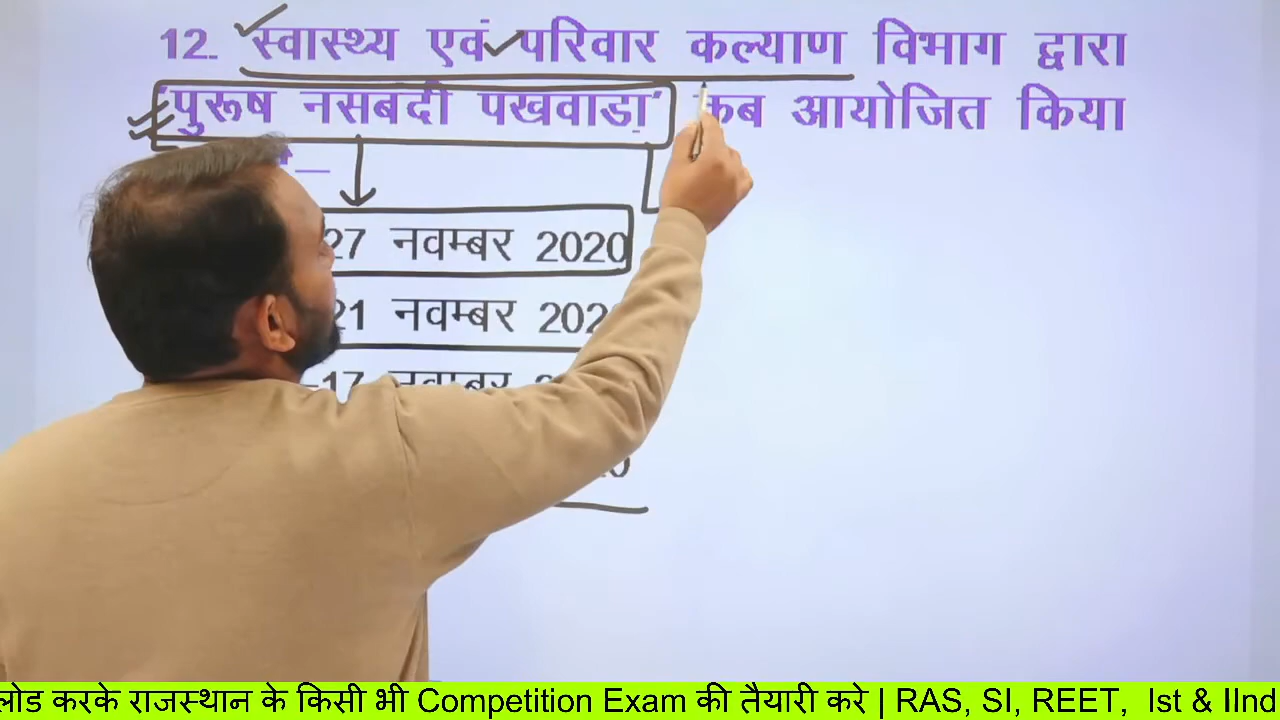 12. स्वास्थ्य एवं परिवार कल्याण विभाग द्वारा
'पुरूष नसबंदी पखवाडा' कब आयोजित किया
27 नवम्बर 2020
21 नवम्बर
-17
लोड करके राजस्थान के किसी भी Competition Exam की तैयारी करे | RAS, SI, REET, Ist & IInd